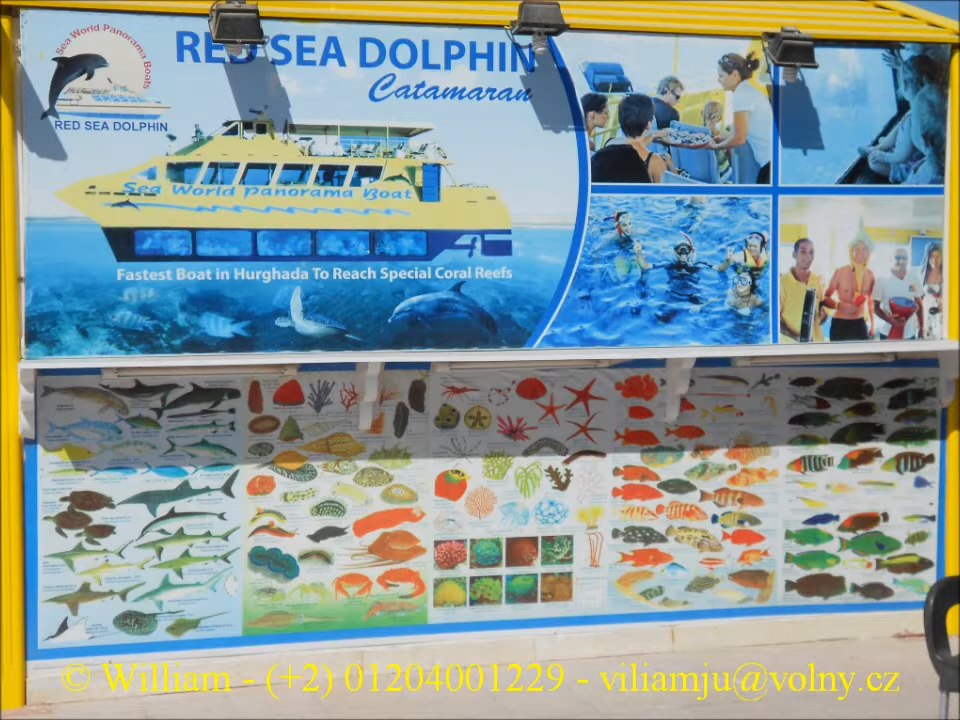 Sea World Panorama Boats
RED SEA DOLPHIN
RED SEA DOLPHIN
Catamaran
Sea World Panorama Boat
Fastest Boat in Hurghada To Reach Special Coral Reefs
© William - (+2) 01204001229 - viliamju@volny.cz